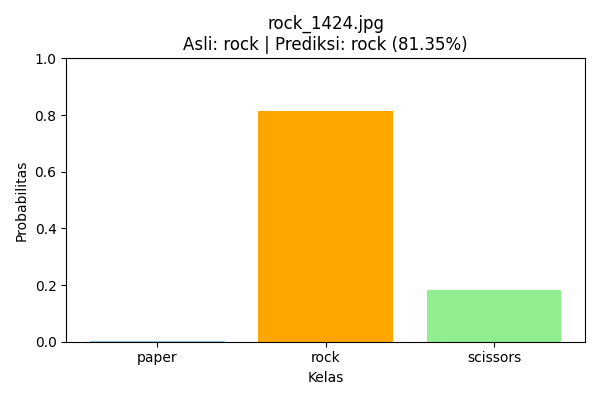 rock_1424.jpg
Asli: rock | Prediksi: rock (81.35%)
1.0
0.8
0.6
0.4
0.2
0.0
Probabilitas
paper rock scissors
Kelas